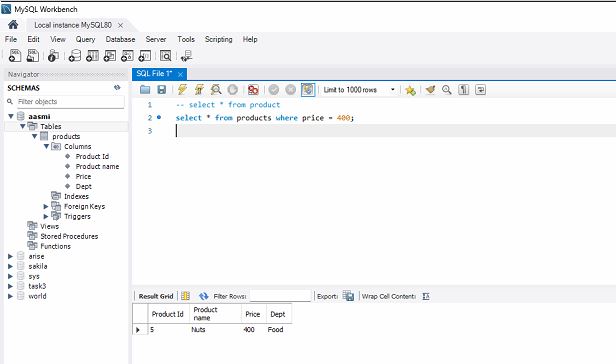 MySQL Workbench
Local instance MySQL80 ×
File Edit View Query Database Server Tools Scripting Help
Navigator
SCHEMAS
Filter objects
aasmi
Tables
products
Columns
Product Id
Product name
Price
Dept
Indexes
Foreign Keys
Triggers
Views
Stored Procedures
Functions
arise
sakila
sys
task3
world
SQL File 1* ×
Limit to 1000 rows
1 -- select * from product
2 select * from products where price = 400;
3
Result Grid Filter Rows: Export: Wrap Cell Content:
Product Id Product name Price Dept
5 Nuts 400 Food